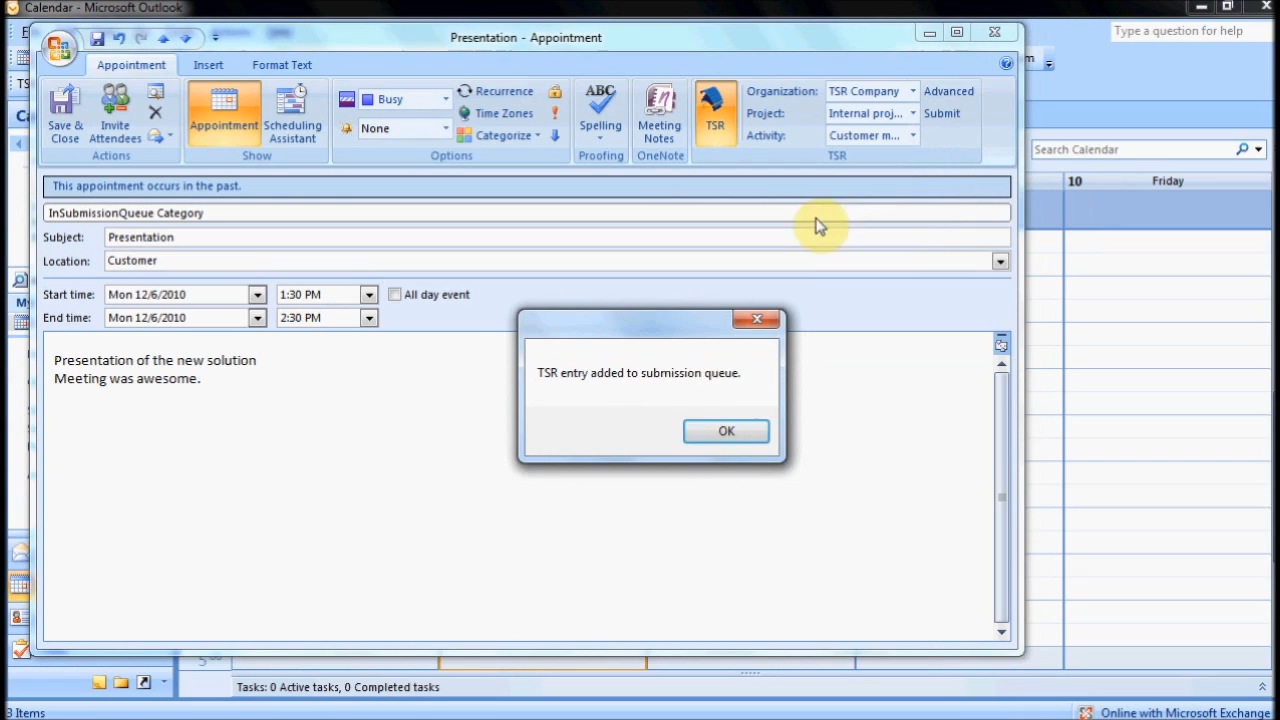 Calendar - Microsoft Outlook
Type a question for help
Presentation - Appointment
Appointment
Insert
Format Text
Save & Close
Invite Attendees
Actions
Appointment
Scheduling Assistant
Show
Busy
None
Recurrence
Time Zones
Categorize
Options
ABC
Spelling
Proofing
Meeting Notes
OneNote
TSR
Organization: TSR Company
Project: Internal proj...
Activity: Customer m...
Advanced
Submit
TSR
Search Calendar
This appointment occurs in the past.
10 Friday
InSubmissionQueue Category
Subject: Presentation
Location: Customer
Start time: Mon 12/6/2010 1:30 PM All day event
End time: Mon 12/6/2010 2:30 PM
Presentation of the new solution
Meeting was awesome.
TSR entry added to submission queue.
OK
Tasks: 0 Active tasks, 0 Completed tasks
3 Items
Online with Microsoft Exchange